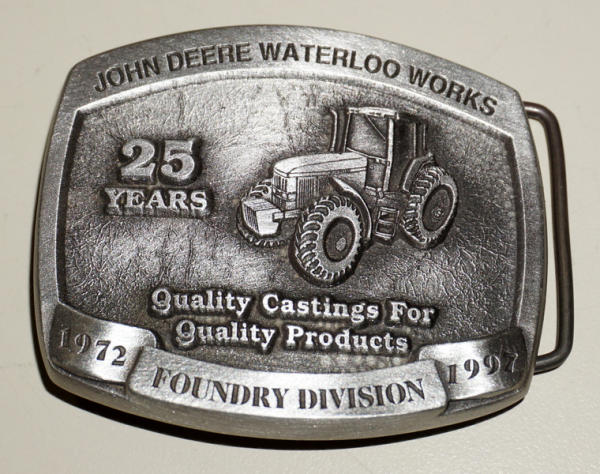 JOHN DEERE WATERLOO WORKS
25
YEARS
Quality Castings For
Quality Products
1972
FOUNDRY DIVISION
1997